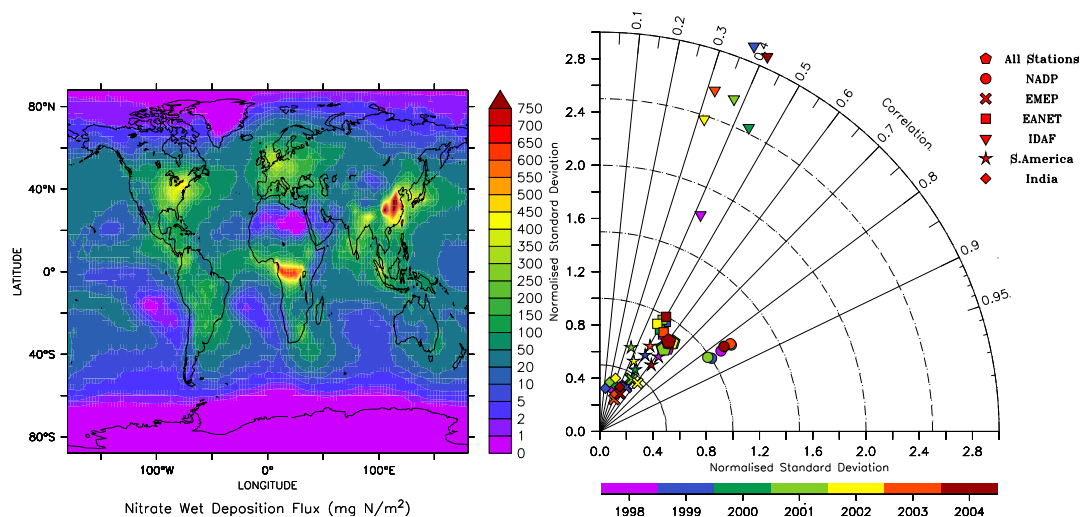 80°N
40°N
0°
40°S
80°S
LATITUDE
100°W 0° 100°E
LONGITUDE
Nitrate Wet Deposition Flux (mg N/m²)
750
700
650
600
550
500
450
400
350
300
250
200
150
100
50
20
10
5
2
1
0
Normalised Standard Deviation
3.0
2.8
2.4
2.0
1.6
1.2
0.8
0.4
0.0
0.0 0.4 0.8 1.2 1.6 2.0 2.4 2.8
Normalised Standard Deviation
0.1
0.2
0.3
0.4
0.5
0.6
0.7
0.8
0.9
0.95
Correlation
All Stations
NADP
EMEP
EANET
IDAF
S.America
India
1998 1999 2000 2001 2002 2003 2004